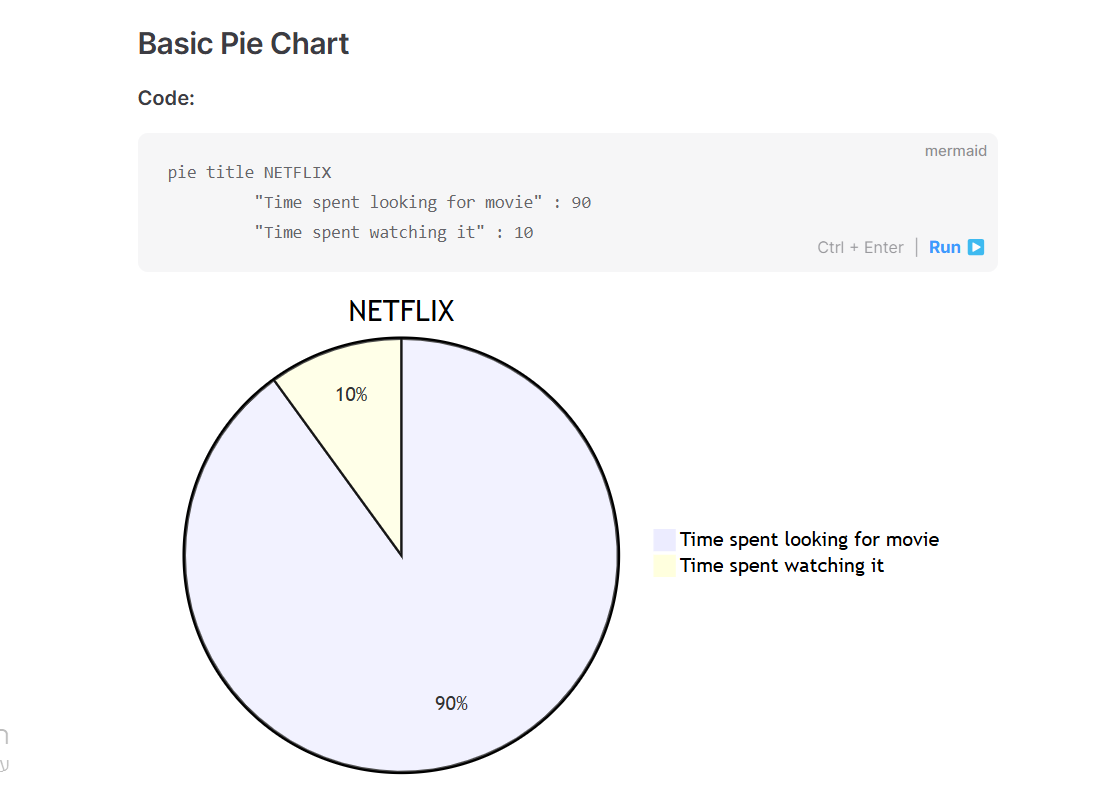 Basic Pie Chart
Code:
mermaid
pie title NETFLIX
"Time spent looking for movie" : 90
"Time spent watching it" : 10
Ctrl + Enter | Run
NETFLIX
10%
90%
Time spent looking for movie
Time spent watching it